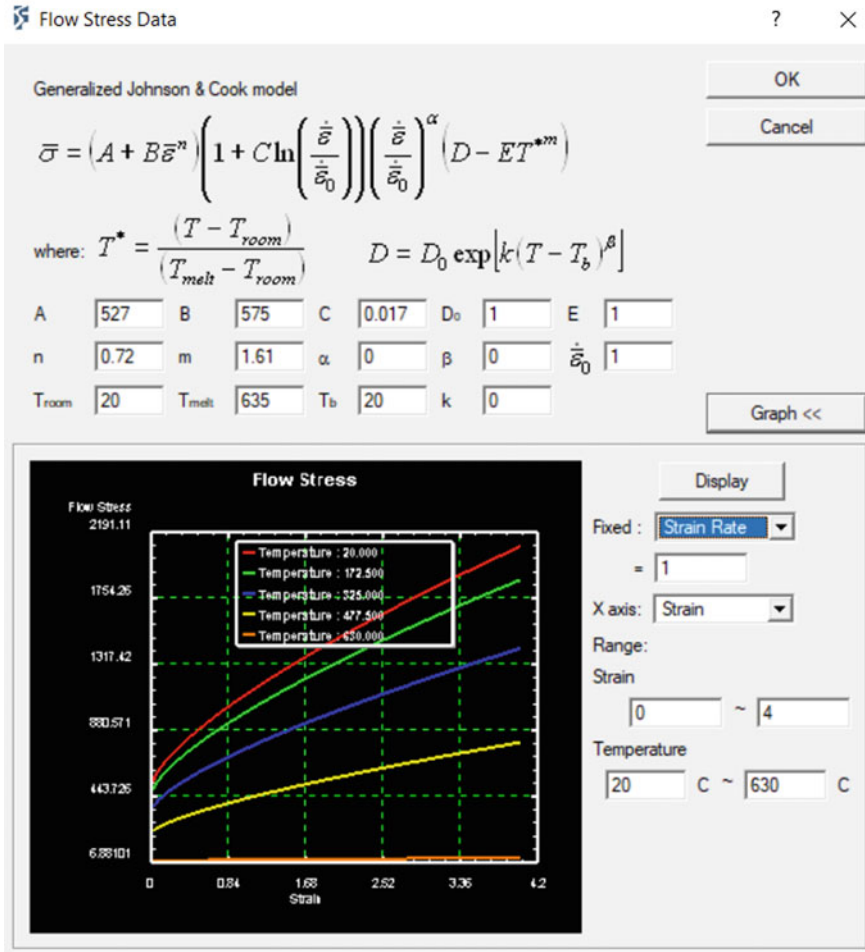 Flow Stress Data ? ×
OK
Generalized Johnson & Cook model
Cancel
σ̅ = (A + Bε̅ⁿ)(1 + C ln(ε̅̇ / ε̅̇₀))(ε̅̇ / ε̅̇₀)^α (D − ET*ᵐ)
where: T* = (T − T_room) / (T_melt − T_room) D = D₀ exp[k(T − T_b)^β]
A 527 B 575 C 0.017 D₀ 1 E 1
n 0.72 m 1.61 α 0 β 0 ε̅̇₀ 1
Troom 20 Tmelt 635 Tb 20 k 0
Graph <<
Flow Stress
Flow Stress
2191.11
1754.26
1317.42
880.571
443.726
6.88101
Temperature : 20.000
Temperature : 172.500
Temperature : 325.000
Temperature : 477.500
Temperature : 630.000
0 0.84 1.68 2.52 3.36 4.2
Strain
Display
Fixed : Strain Rate
= 1
X axis: Strain
Range:
Strain
0 ~ 4
Temperature
20 C ~ 630 C